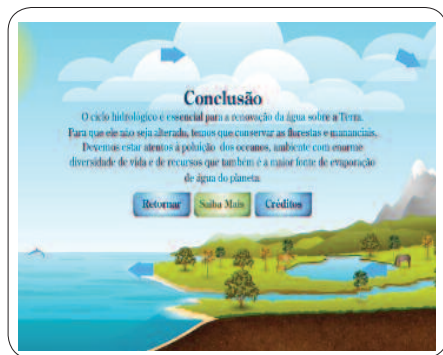 Conclusão
O ciclo hidrológico é essencial para a renovação da água sobre a Terra.
Para que ele não seja alterado, temos que conservar as florestas e mananciais.
Devemos estar atentos à poluição dos oceanos, ambiente com enorme
diversidade de vida e de recursos que também é a maior fonte de evaporação
de água do planeta.
Retornar
Saiba Mais
Créditos